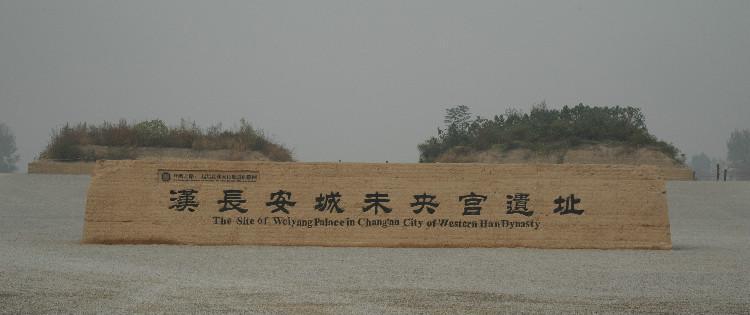 漢長安城未央宮遺址
The Site of Weiyang Palace in Chang'an City of Western Han Dynasty